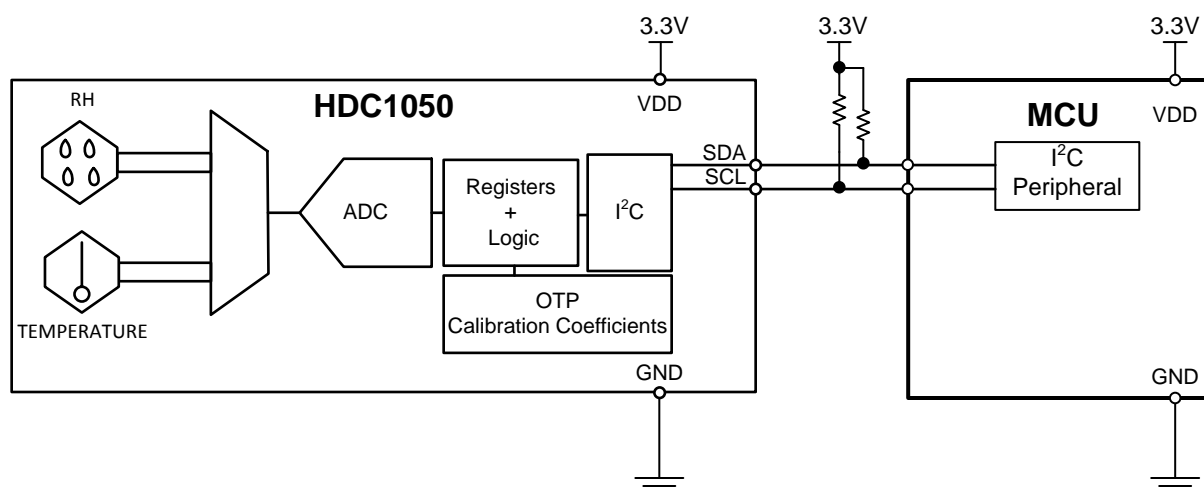 3.3V
3.3V
3.3V
RH
HDC1050
VDD
MCU
VDD
SDA
SCL
I²C
Peripheral
ADC
Registers
+
Logic
I²C
OTP
Calibration Coefficients
TEMPERATURE
GND
GND